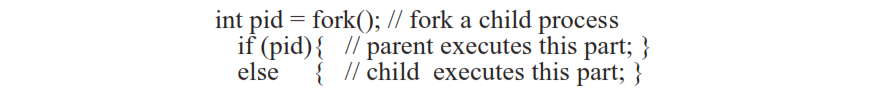 int pid = fork(); // fork a child process
if (pid){ // parent executes this part; }
else { // child executes this part; }